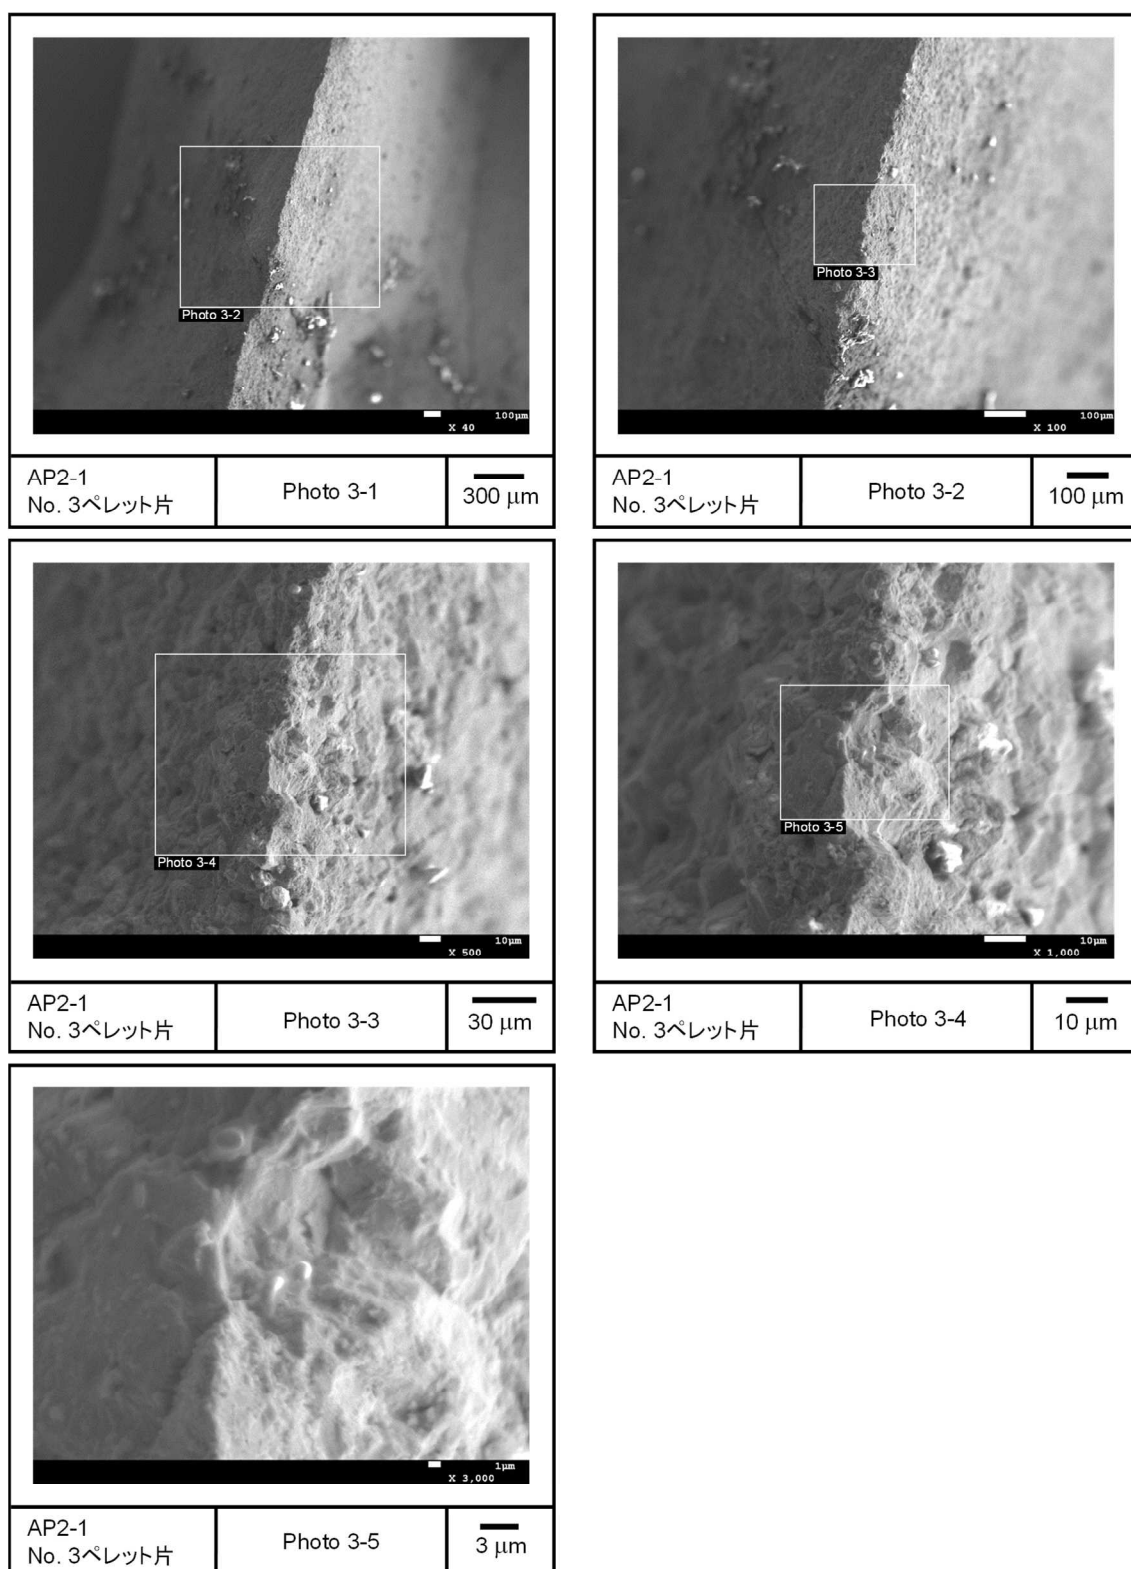 Photo 3-2
100μm
X 40
AP2-1
No. 3ペレット片
Photo 3-1
300 μm
Photo 3-3
100μm
X 100
AP2-1
No. 3ペレット片
Photo 3-2
100 μm
Photo 3-4
10μm
X 500
AP2-1
No. 3ペレット片
Photo 3-3
30 μm
Photo 3-5
10μm
X 1,000
AP2-1
No. 3ペレット片
Photo 3-4
10 μm
1μm
X 3,000
AP2-1
No. 3ペレット片
Photo 3-5
3 μm